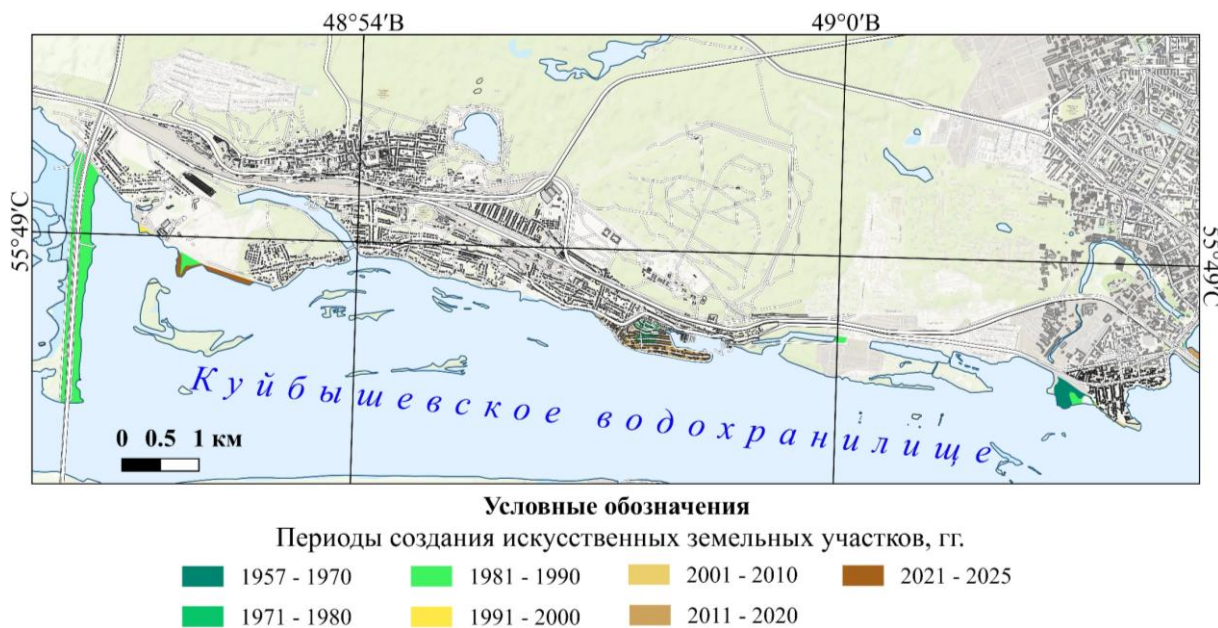 48°54′В 49°0′В
55°49′С 55°49′С
Куйбышевское водохранилище
0 0.5 1 км
Условные обозначения
Периоды создания искусственных земельных участков, гг.
1957 - 1970 1981 - 1990 2001 - 2010 2021 - 2025
1971 - 1980 1991 - 2000 2011 - 2020